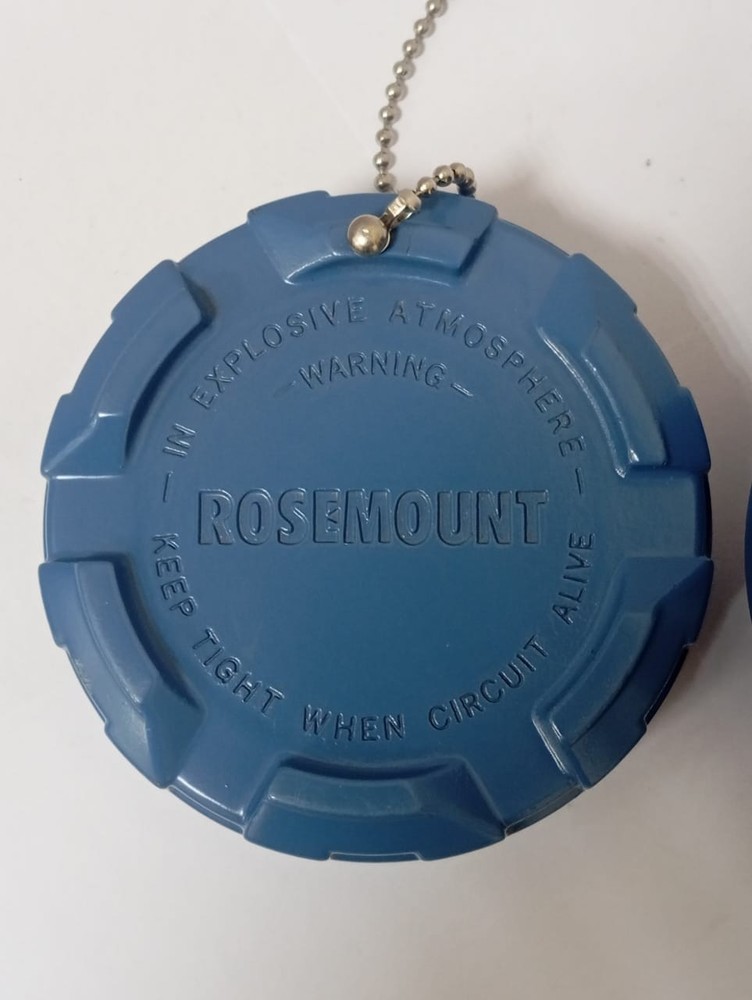 – WARNING –
– IN EXPLOSIVE ATMOSPHERE –
KEEP TIGHT WHEN CIRCUIT ALIVE
ROSEMOUNT